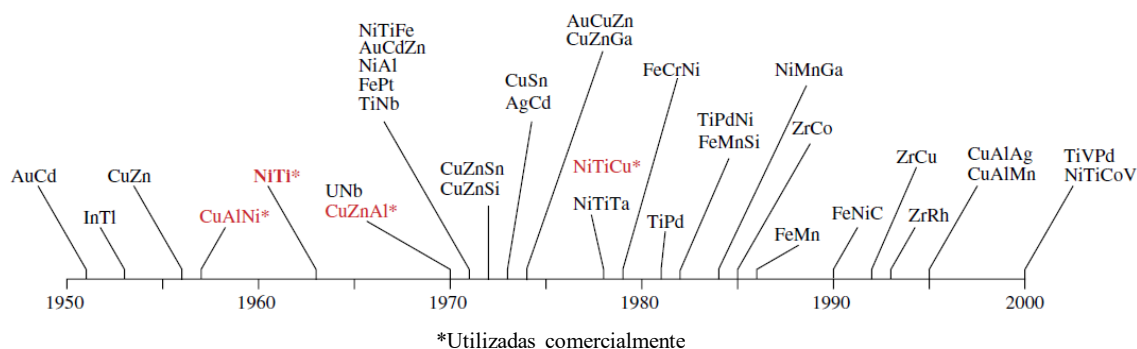 AuCd
InTl
CuZn
CuAlNi*
NiTi*
UNb
CuZnAl*
NiTiFe
AuCdZn
NiAl
FePt
TiNb
CuZnSn
CuZnSi
CuSn
AgCd
AuCuZn
CuZnGa
NiTiCu*
NiTiTa
FeCrNi
TiPd
TiPdNi
FeMnSi
NiMnGa
ZrCo
FeMn
FeNiC
ZrCu
ZrRh
CuAlAg
CuAlMn
TiVPd
NiTiCoV
1950
1960
1970
1980
1990
2000
*Utilizadas comercialmente